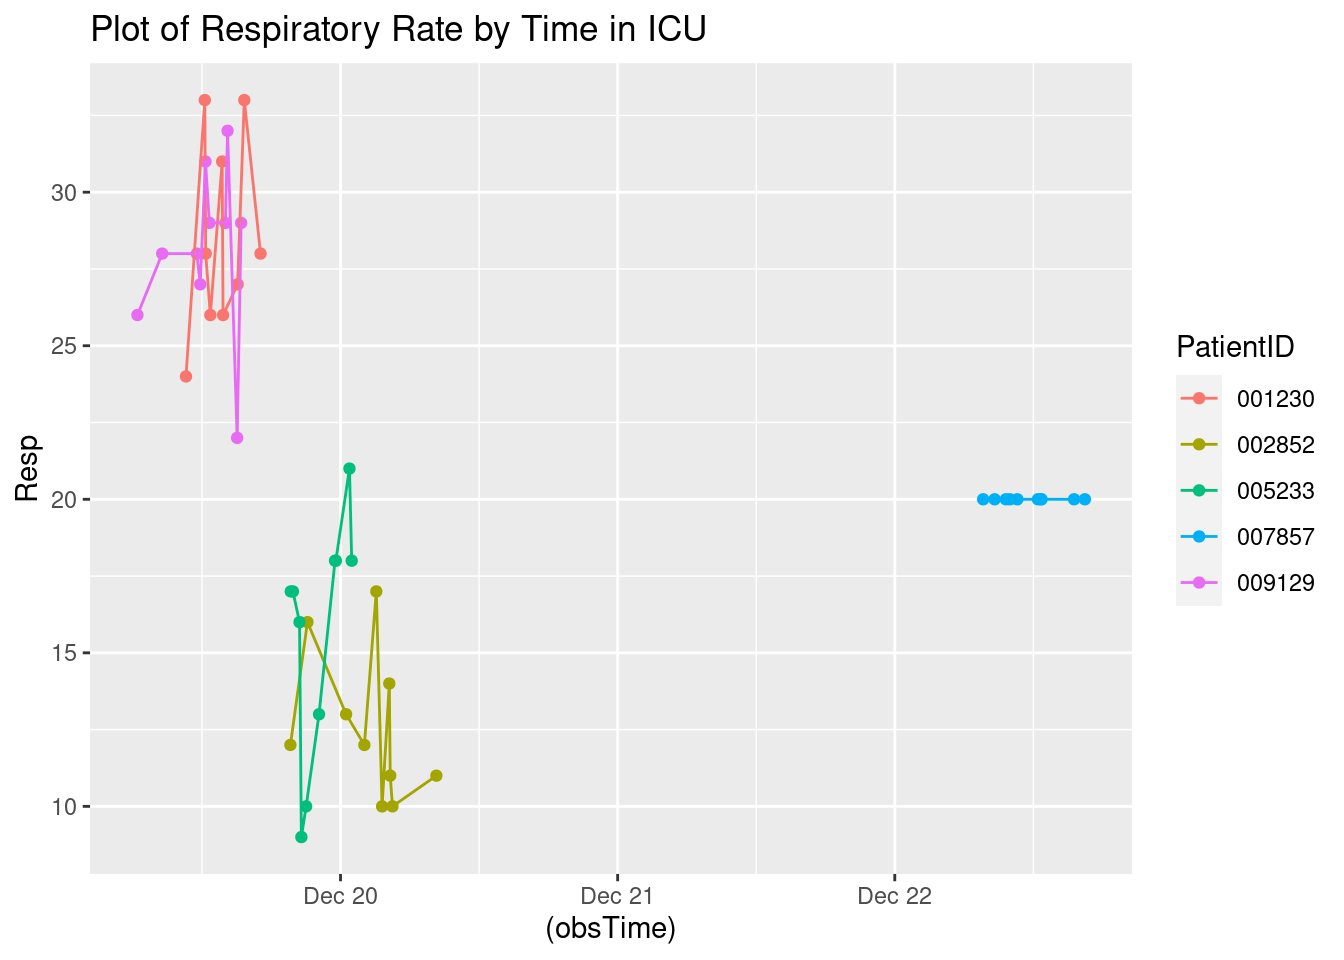 Plot of Respiratory Rate by Time in ICU
Resp
30
25
20
15
10
Dec 20
Dec 21
Dec 22
(obsTime)
PatientID
001230
002852
005233
007857
009129